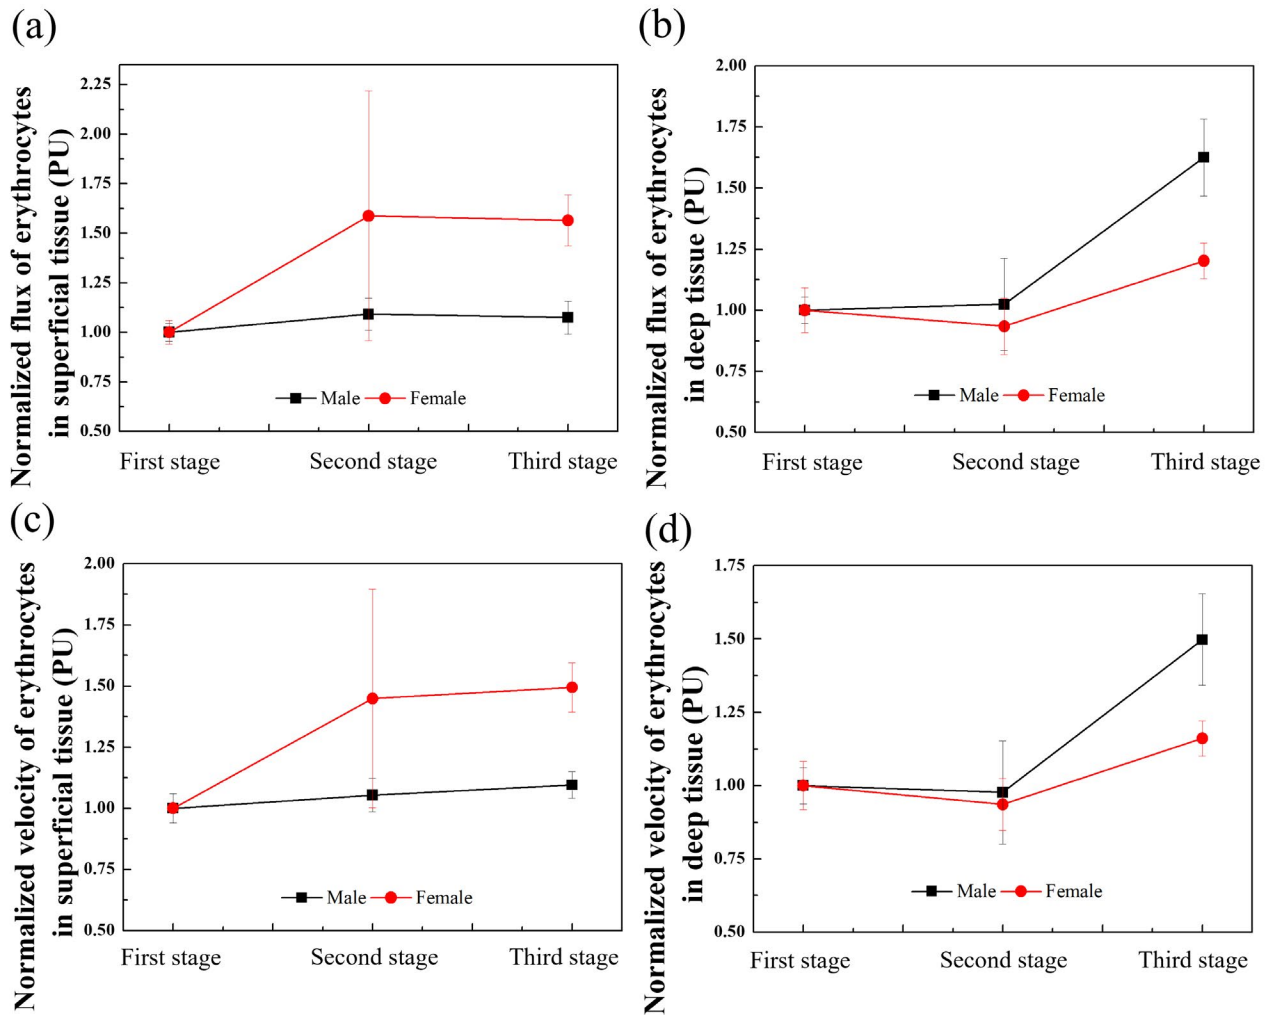 (a)
Normalized flux of erythrocytes
in superficial tissue (PU)
2.25
2.00
1.75
1.50
1.25
1.00
0.75
0.50
Male Female
First stage Second stage Third stage
(b)
Normalized flux of erythrocytes
in deep tissue (PU)
2.00
1.75
1.50
1.25
1.00
0.75
0.50
Male Female
First stage Second stage Third stage
(c)
Normalized velocity of erythrocytes
in superficial tissue (PU)
2.00
1.75
1.50
1.25
1.00
0.75
0.50
Male Female
First stage Second stage Third stage
(d)
Normalized velocity of erythrocytes
in deep tissue (PU)
1.75
1.50
1.25
1.00
0.75
0.50
Male Female
First stage Second stage Third stage